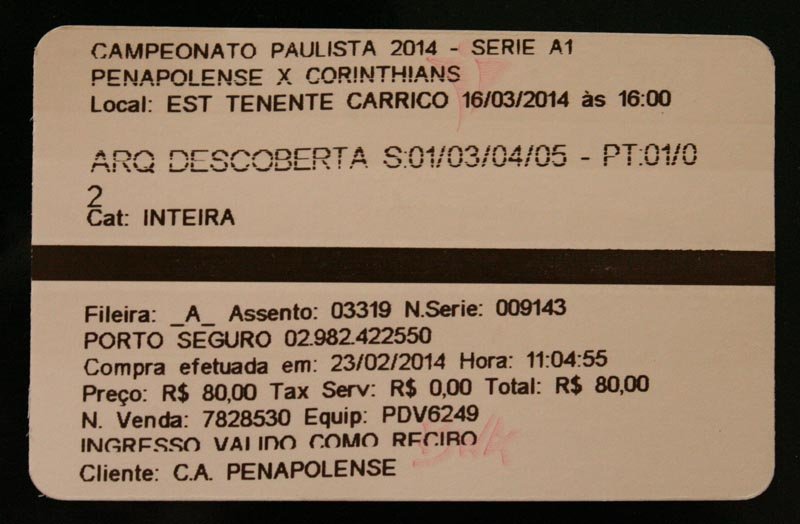 CAMPEONATO PAULISTA 2014 - SERIE A1
PENAPOLENSE X CORINTHIANS
Local: EST TENENTE CARRICO 16/03/2014 às 16:00
ARQ DESCOBERTA S:01/03/04/05 - PT:01/0
2
Cat: INTEIRA
Fileira: _A_ Assento: 03319 N.Serie: 009143
PORTO SEGURO 02.982.422550
Compra efetuada em: 23/02/2014 Hora: 11:04:55
Preço: R$ 80,00 Tax Serv: R$ 0,00 Total: R$ 80,00
N. Venda: 7828530 Equip: PDV6249
INGRESSO VALIDO COMO RECIBO
Cliente: C.A. PENAPOLENSE